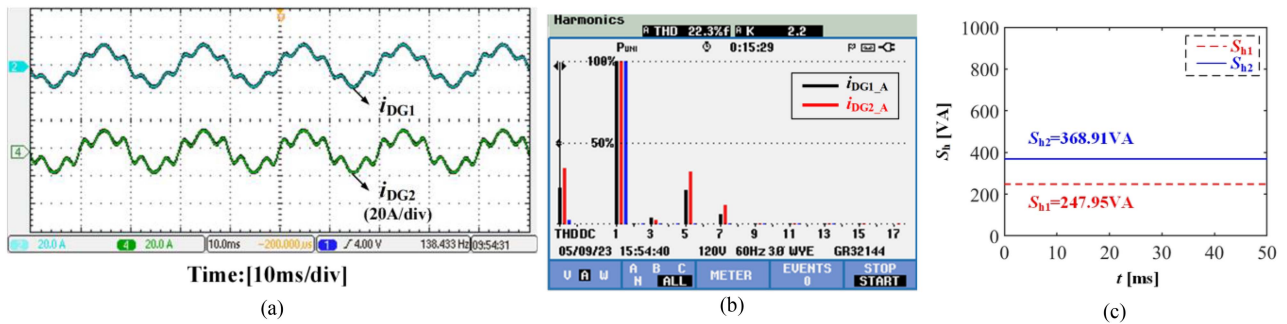 2
4
iDG1
iDG2
(20A/div)
20.0 A
4 20.0 A
10.0ms
-200.000us
1 4.00 V
138.433 Hz
09:54:31
Time:[10ms/div]
(a)
Harmonics
A THD 22.3%f A K 2.2
PUNI 0:15:29
100%
50%
iDG1_A
iDG2_A
THDDC 1 3 5 7 9 11 13 15 17
05/09/23 15:54:40 120V 60Hz 3Ø WYE GR32144
V A W
A B C
N ALL
METER
EVENTS
0
STOP
START
(b)
Sh1
Sh2
1000
800
600
400
200
0
Sh [VA]
Sh2=368.91VA
Sh1=247.95VA
0 10 20 30 40 50
t [ms]
(c)